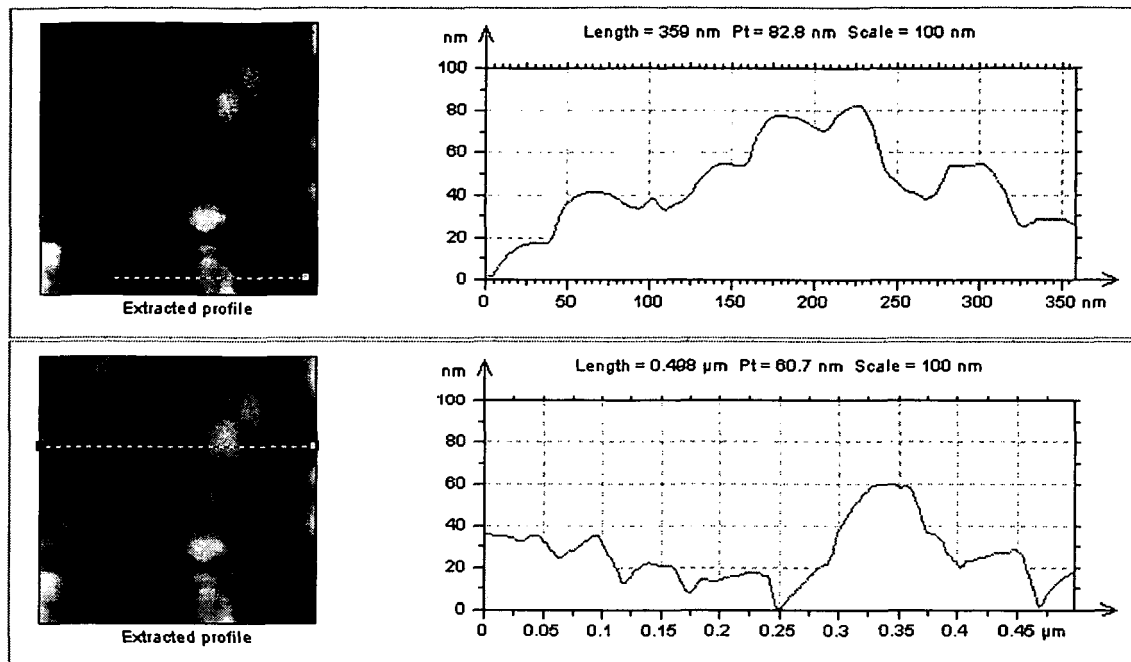 Length = 359 nm Pt = 82.8 nm Scale = 100 nm
nm
100
80
60
40
20
0
0 50 100 150 200 250 300 350 nm
Extracted profile
Length = 0.498 µm Pt = 60.7 nm Scale = 100 nm
nm
100
80
60
40
20
0
0 0.05 0.1 0.15 0.2 0.25 0.3 0.35 0.4 0.45 µm
Extracted profile